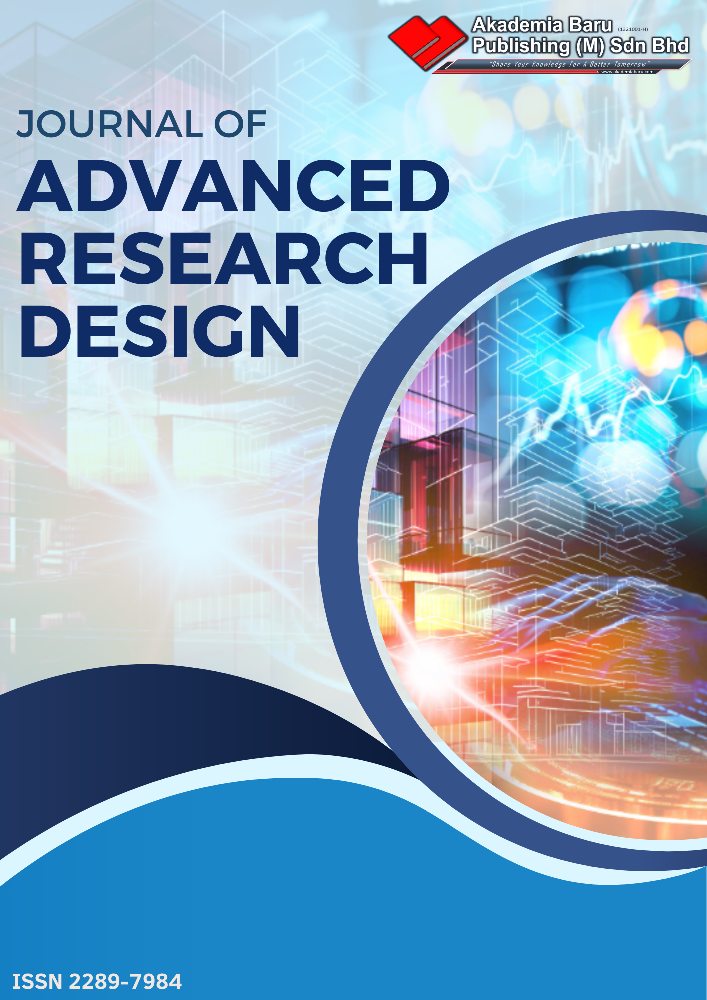 Akademia Baru (1321001-H)
Publishing (M) Sdn Bhd
"Share Your Knowledge For A Better Tomorrow"
www.akademiabaru.com
JOURNAL OF
ADVANCED
RESEARCH
DESIGN
ISSN 2289-7984